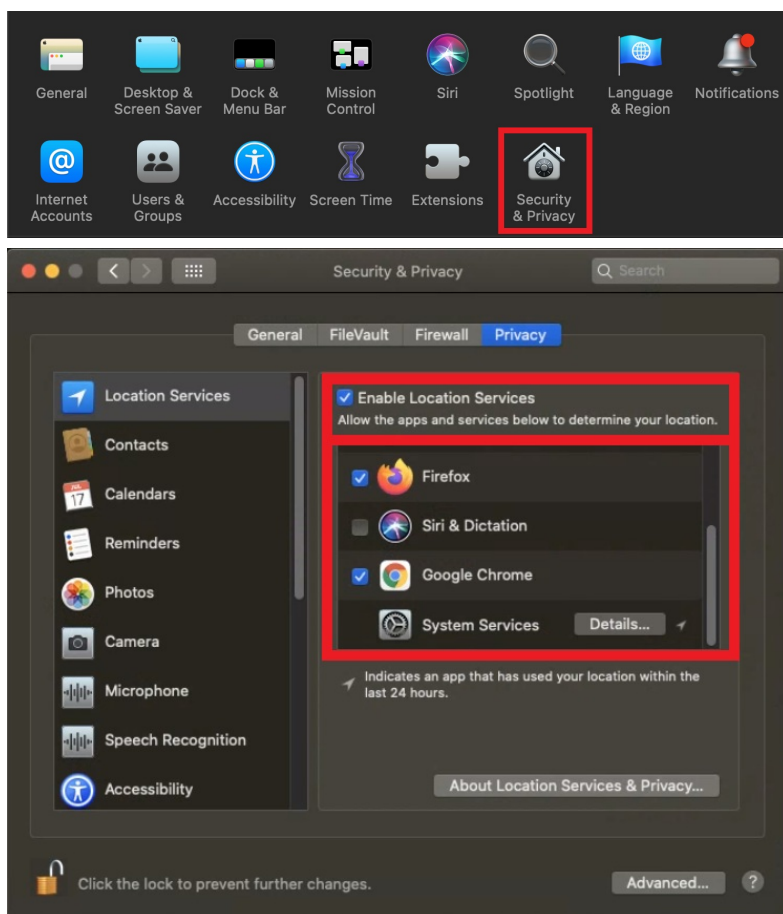 General
Desktop &
Screen Saver
Dock &
Menu Bar
Mission
Control
Siri
Spotlight
Language
& Region
Notifications
@
Internet
Accounts
Users &
Groups
Accessibility
Screen Time
Extensions
Security
& Privacy
Security & Privacy
Search
General FileVault Firewall Privacy
Location Services
Contacts
JUL
17
Calendars
Reminders
Photos
Camera
Microphone
Speech Recognition
Accessibility
Enable Location Services
Allow the apps and services below to determine your location.
Firefox
Siri & Dictation
Google Chrome
System Services Details...
Indicates an app that has used your location within the
last 24 hours.
About Location Services & Privacy...
Click the lock to prevent further changes.
Advanced... ?